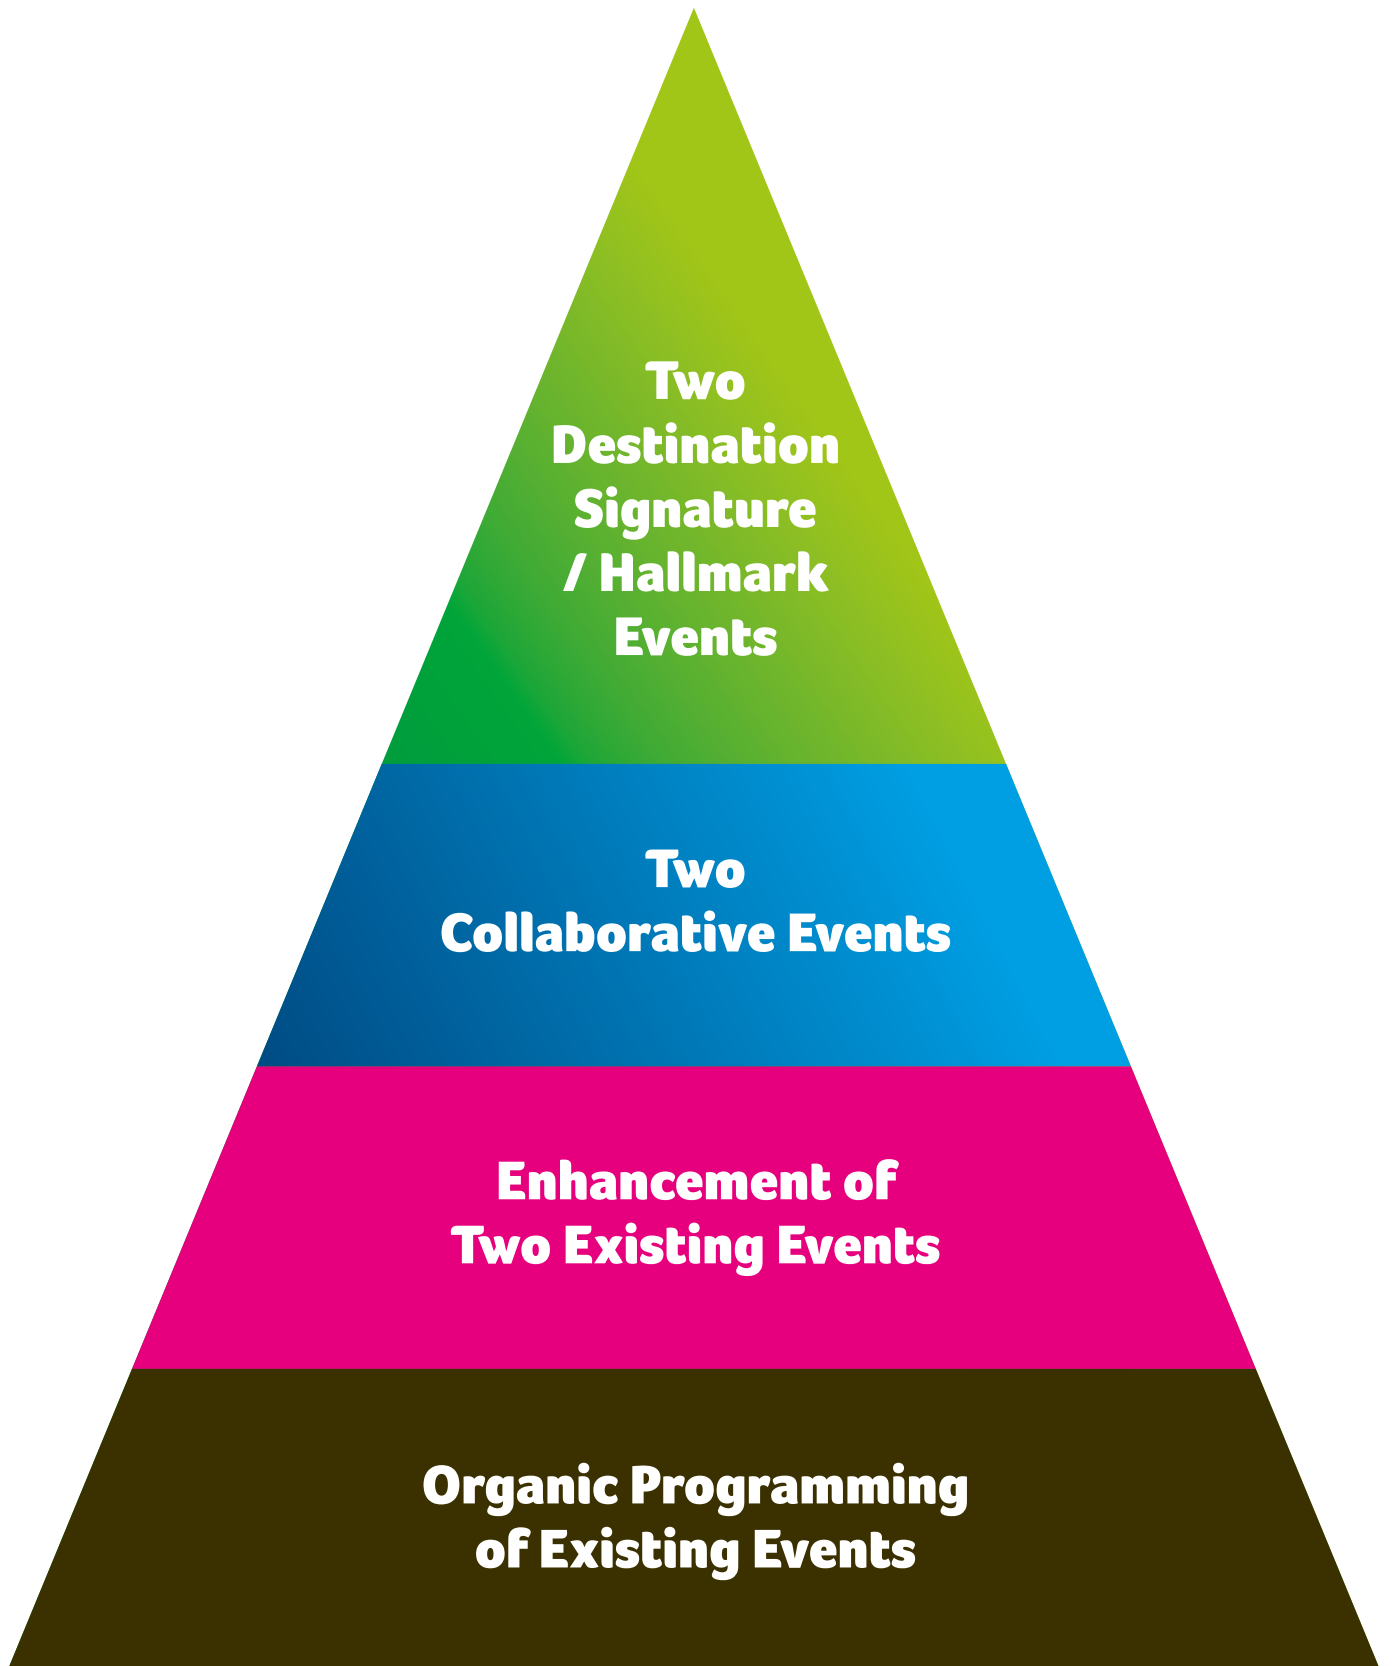 Two
Destination
Signature
/ Hallmark
Events
Two
Collaborative Events
Enhancement of
Two Existing Events
Organic Programming
of Existing Events